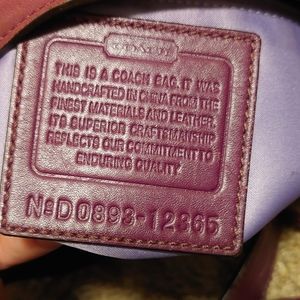 COACH
THIS IS A COACH BAG. IT WAS
HANDCRAFTED IN CHINA FROM THE
FINEST MATERIALS AND LEATHER.
ITS SUPERIOR CRAFTSMANSHIP
REFLECTS OUR COMMITMENT TO
ENDURING QUALITY.
NºD0893-12865